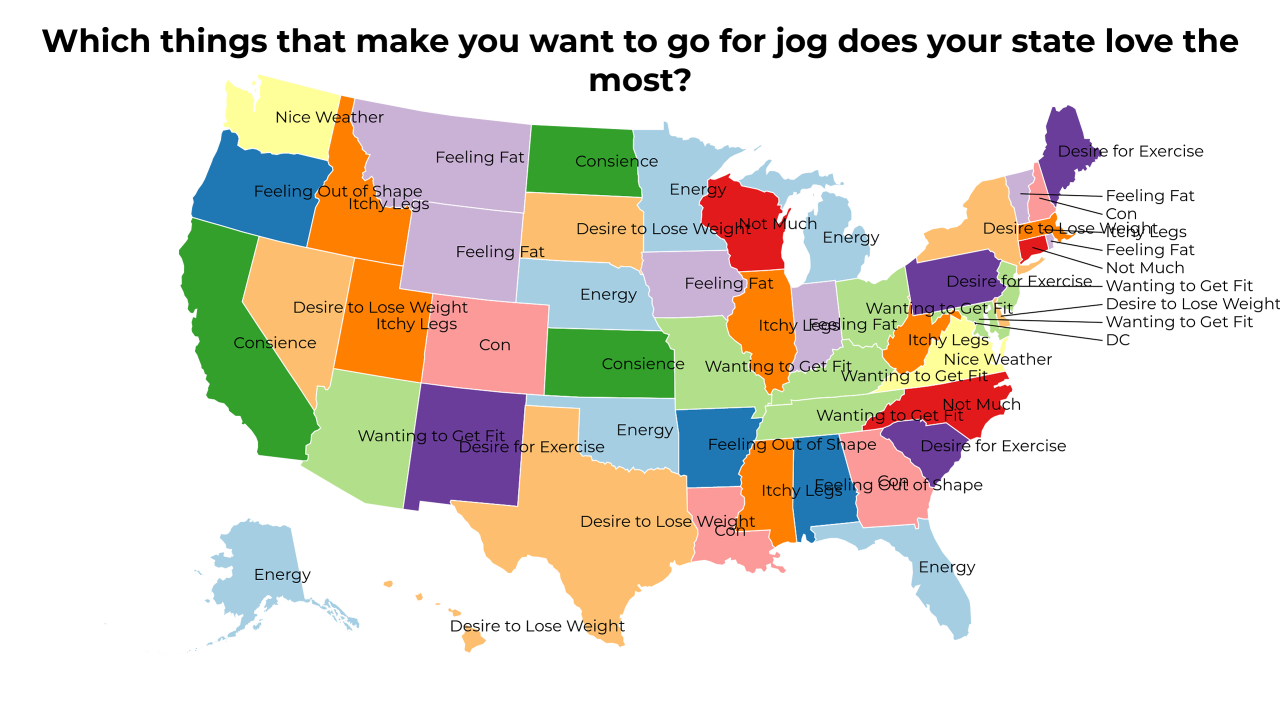 Which things that make you want to go for jog does your state love the
most?
Nice Weather
Desire for Exercise
Feeling Fat
Consience
Energy
Feeling Out of Shape
Itchy Legs
Feeling Fat
Con
Not Much
Desire to Lose Weight
Desire to Lose Weight
Itchy Legs
Energy
Feeling Fat
Feeling Fat
Not Much
Desire for Exercise
Wanting to Get Fit
Feeling Fat
Energy
Desire to Lose Weight
Desire to Lose Weight
Wanting to Get Fit
Wanting to Get Fit
Itchy Legs
Itchy Legs
Feeling Fat
DC
Consience
Con
Itchy Legs
Nice Weather
Consience
Wanting to Get Fit
Wanting to Get Fit
Not Much
Wanting to Get Fit
Energy
Wanting to Get Fit
Desire for Exercise
Feeling Out of Shape
Desire for Exercise
Con
Feeling Out of Shape
Itchy Legs
Desire to Lose Weight
Con
Energy
Energy
Desire to Lose Weight